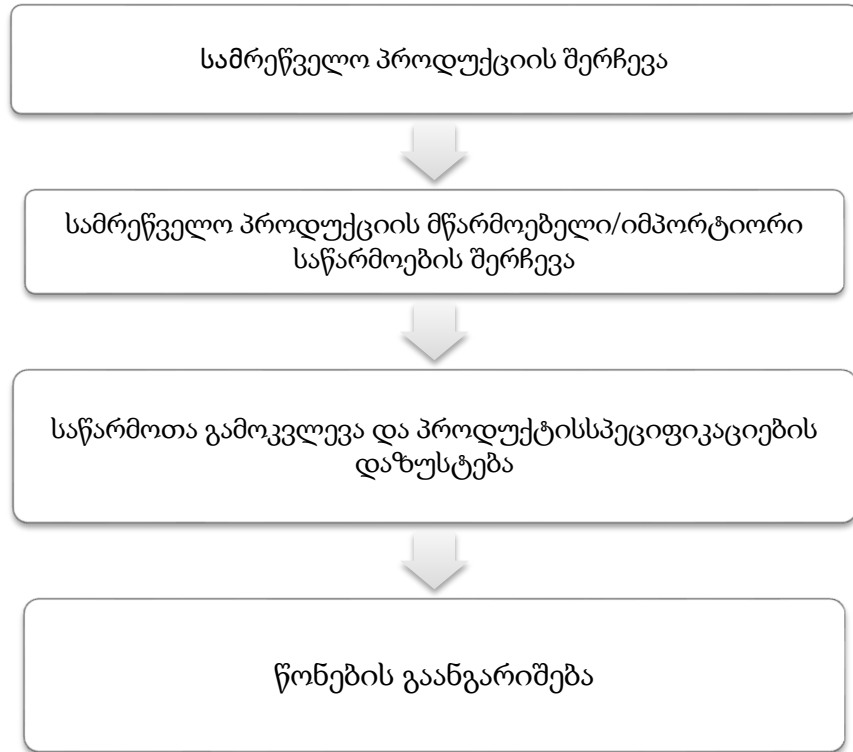 სამრეწველო პროდუქციის შერჩევა
სამრეწველო პროდუქციის მწარმოებელი/იმპორტიორი
საწარმოების შერჩევა
საწარმოთა გამოკვლევა და პროდუქტისსპეციფიკაციების
დაზუსტება
წონების გაანგარიშება